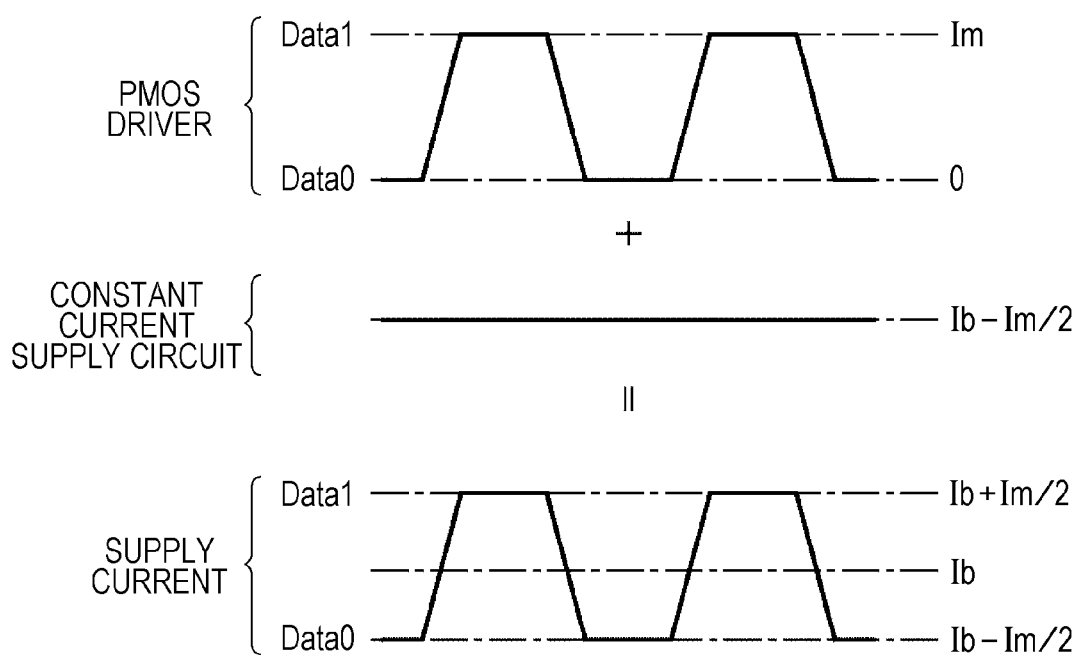 Data1
Im
PMOS
DRIVER
Data0
0
+
CONSTANT
CURRENT
SUPPLY CIRCUIT
Ib−Im/2
=
Data1
Ib+Im/2
SUPPLY
CURRENT
Ib
Data0
Ib−Im/2